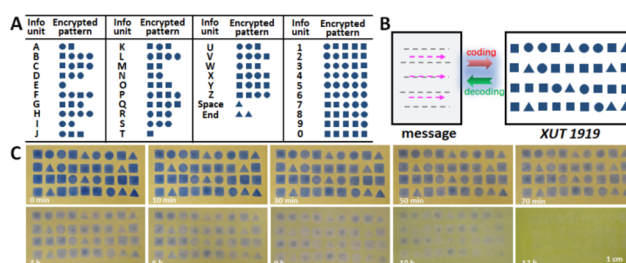 A
B
Info unit Encrypted pattern Info unit Encrypted pattern Info unit Encrypted pattern Info unit Encrypted pattern
A K U 1
B L V 2
C M W 3
D N X 4
E O Y 5
F P Z 6
G Q Space 7
H R End 8
I S 9
J T 0
coding
decoding
message
XUT 1919
C
0 min 10 min 30 min 50 min 70 min
1 cm